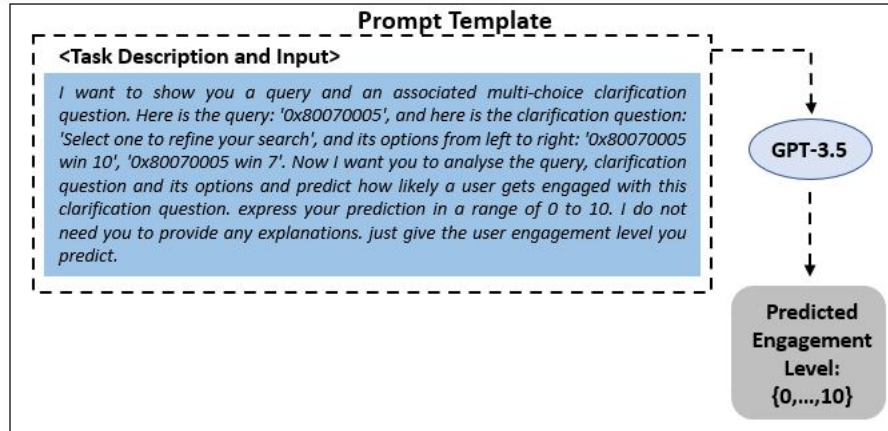 Prompt Template
<Task Description and Input>
I want to show you a query and an associated multi-choice clarification
question. Here is the query: '0x80070005', and here is the clarification question:
'Select one to refine your search', and its options from left to right: '0x80070005
win 10', '0x80070005 win 7'. Now I want you to analyse the query, clarification
question and its options and predict how likely a user gets engaged with this
clarification question. express your prediction in a range of 0 to 10. I do not
need you to provide any explanations. just give the user engagement level you
predict.
GPT-3.5
Predicted
Engagement
Level:
{0,...,10}